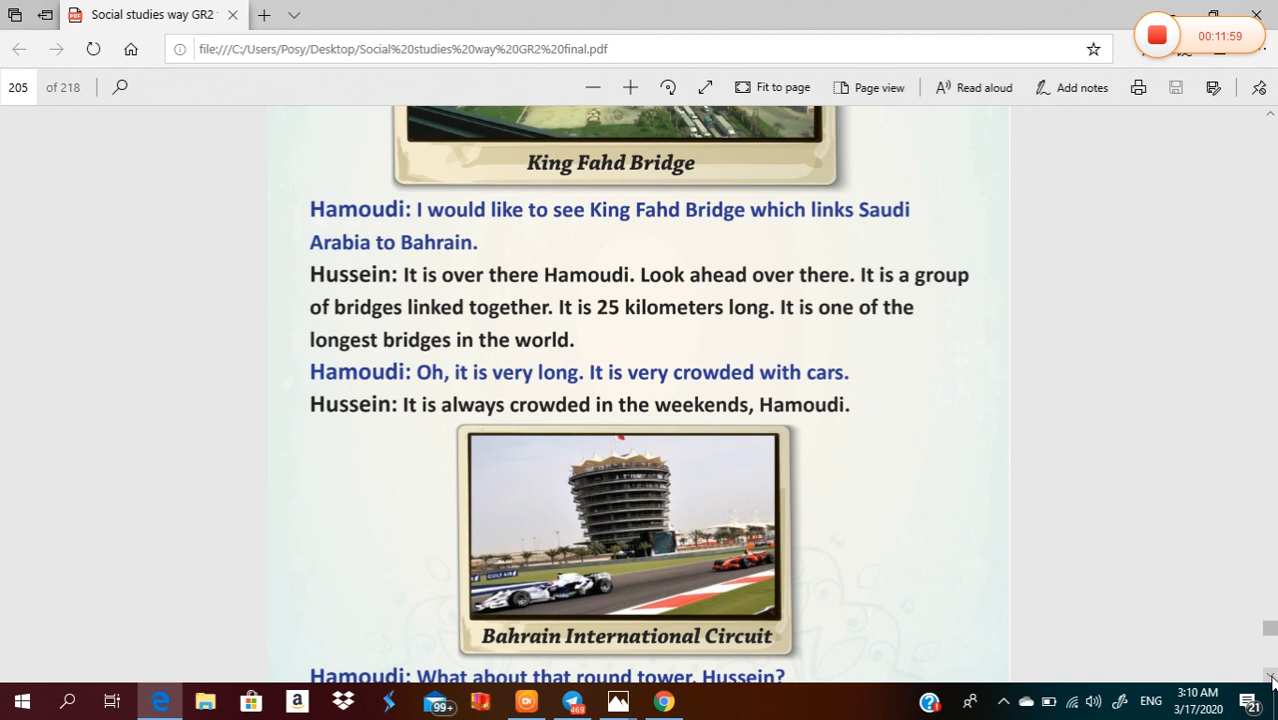 Social studies way GR2
00:11:59
file:///C:/Users/Posy/Desktop/Social%20studies%20way%20GR2%20final.pdf
205 of 218
Fit to page
Page view
Read aloud
Add notes
King Fahd Bridge
Hamoudi: I would like to see King Fahd Bridge which links Saudi
Arabia to Bahrain.
Hussein: It is over there Hamoudi. Look ahead over there. It is a group
of bridges linked together. It is 25 kilometers long. It is one of the
longest bridges in the world.
Hamoudi: Oh, it is very long. It is very crowded with cars.
Hussein: It is always crowded in the weekends, Hamoudi.
GULF AIR
Bahrain International Circuit
Hamoudi: What about that round tower, Hussein?
99+
469
ENG
3:10 AM
3/17/2020
21